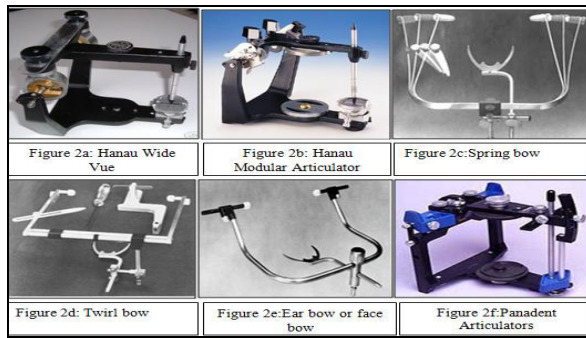 Figure 2a: Hanau Wide
Vue
Figure 2b: Hanau
Modular Articulator
Figure 2c:Spring bow
Figure 2d: Twirl bow
Figure 2e:Ear bow or face
bow
Figure 2f:Panadent
Articulators